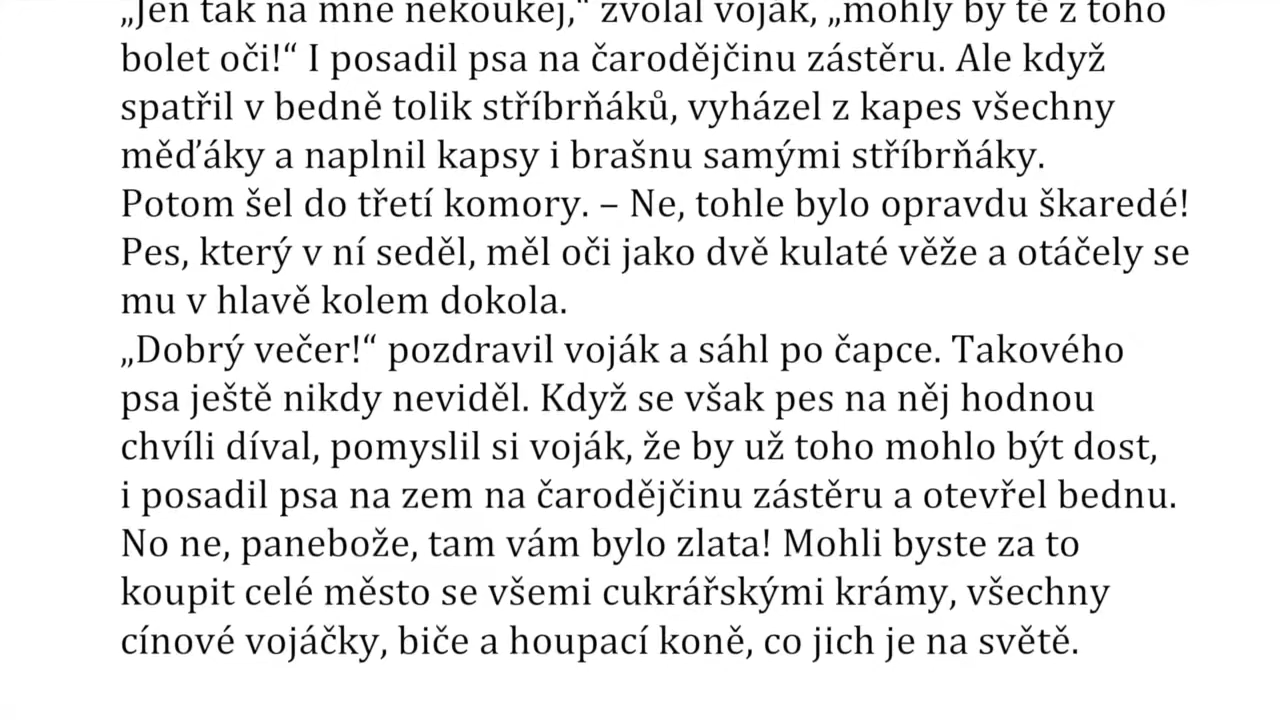 „Jen tak na mne nekoukej,“ zvolal voják, „mohly by tě z toho
bolet oči!“ I posadil psa na čarodějčinu zástěru. Ale když
spatřil v bedně tolik stříbrňáků, vyházel z kapes všechny
měďáky a naplnil kapsy i brašnu samými stříbrňáky.
Potom šel do třetí komory. – Ne, tohle bylo opravdu škaredé!
Pes, který v ní seděl, měl oči jako dvě kulaté věže a otáčely se
mu v hlavě kolem dokola.
„Dobrý večer!“ pozdravil voják a sáhl po čapce. Takového
psa ještě nikdy neviděl. Když se však pes na něj hodnou
chvíli díval, pomyslil si voják, že by už toho mohlo být dost,
i posadil psa na zem na čarodějčinu zástěru a otevřel bednu.
No ne, panebože, tam vám bylo zlata! Mohli byste za to
koupit celé město se všemi cukrářskými krámy, všechny
cínové vojáčky, biče a houpací koně, co jich je na světě.